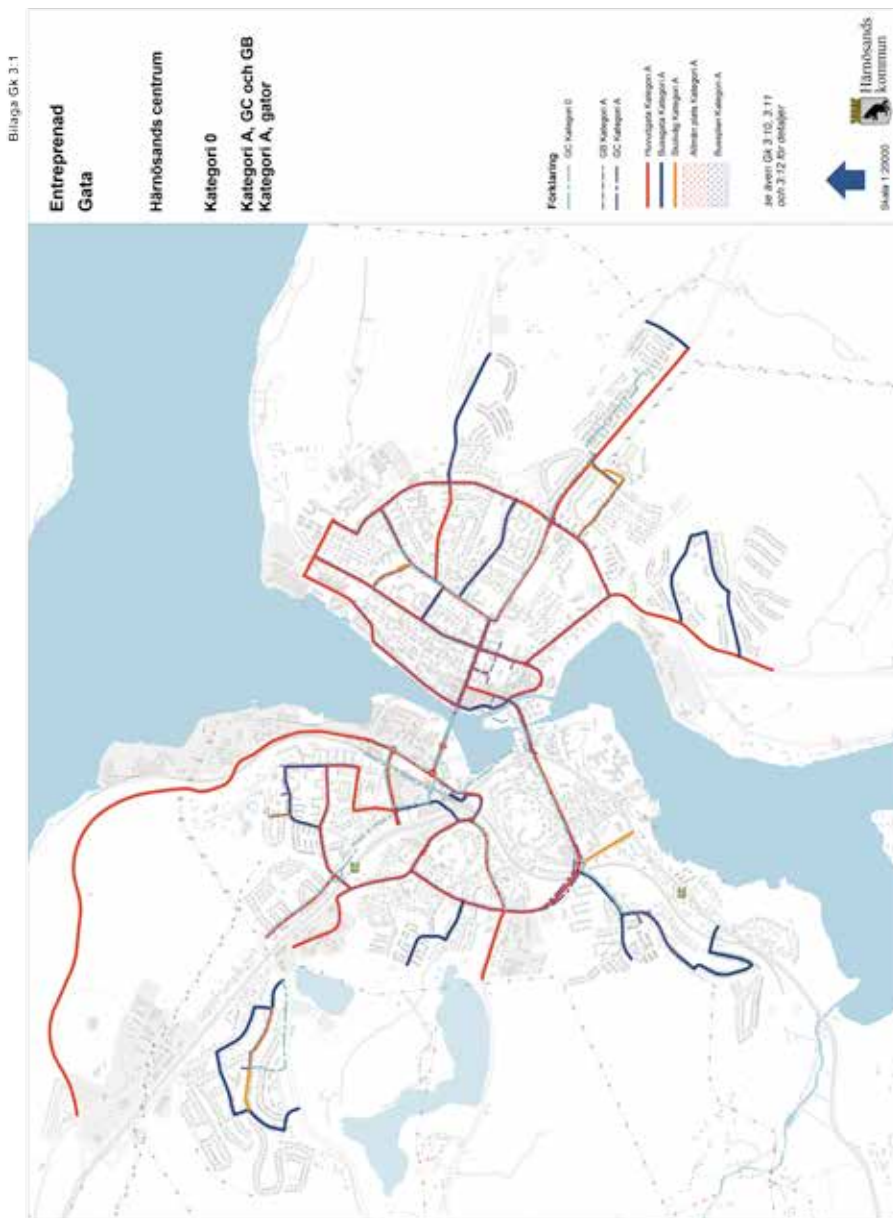 Bilaga Gk 3:1
Entreprenad
Gata
Härnösands centrum
Kategori 0
Kategori A, GC och GB
Kategori A, gator
Förklaring
GC Kategori 0
GB Kategori A
GC Kategori A
Huvudgata Kategori A
Bussgata Kategori A
Skolväg Kategori A
Allmän plats Kategori A
Bussplan Kategori A
se även Gk 3:10, 3:11
och 3:12 för detaljer
Skala 1:20000
Härnösands
kommun